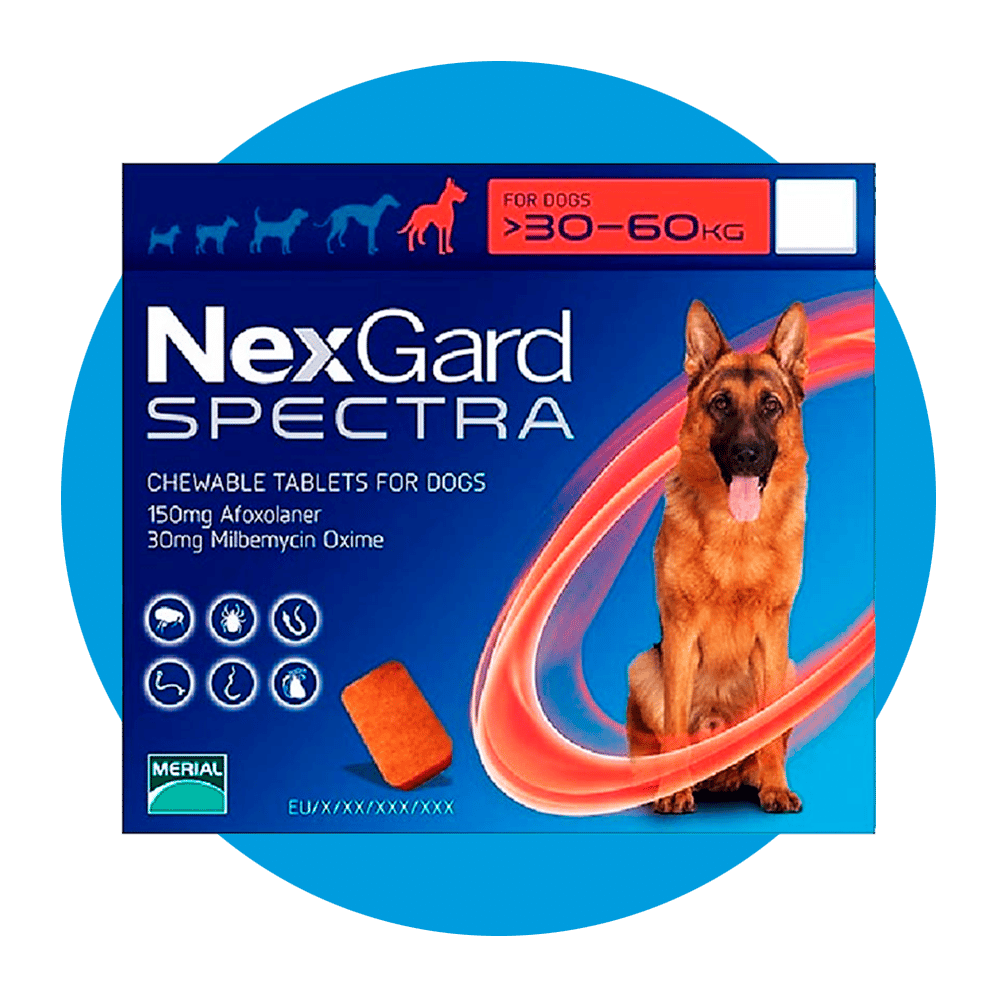 FOR DOGS
>30-60KG
NexGard
SPECTRA
CHEWABLE TABLETS FOR DOGS
150mg Afoxolaner
30mg Milbemycin Oxime
MERIAL
EU/X/XX/XXX/XXX